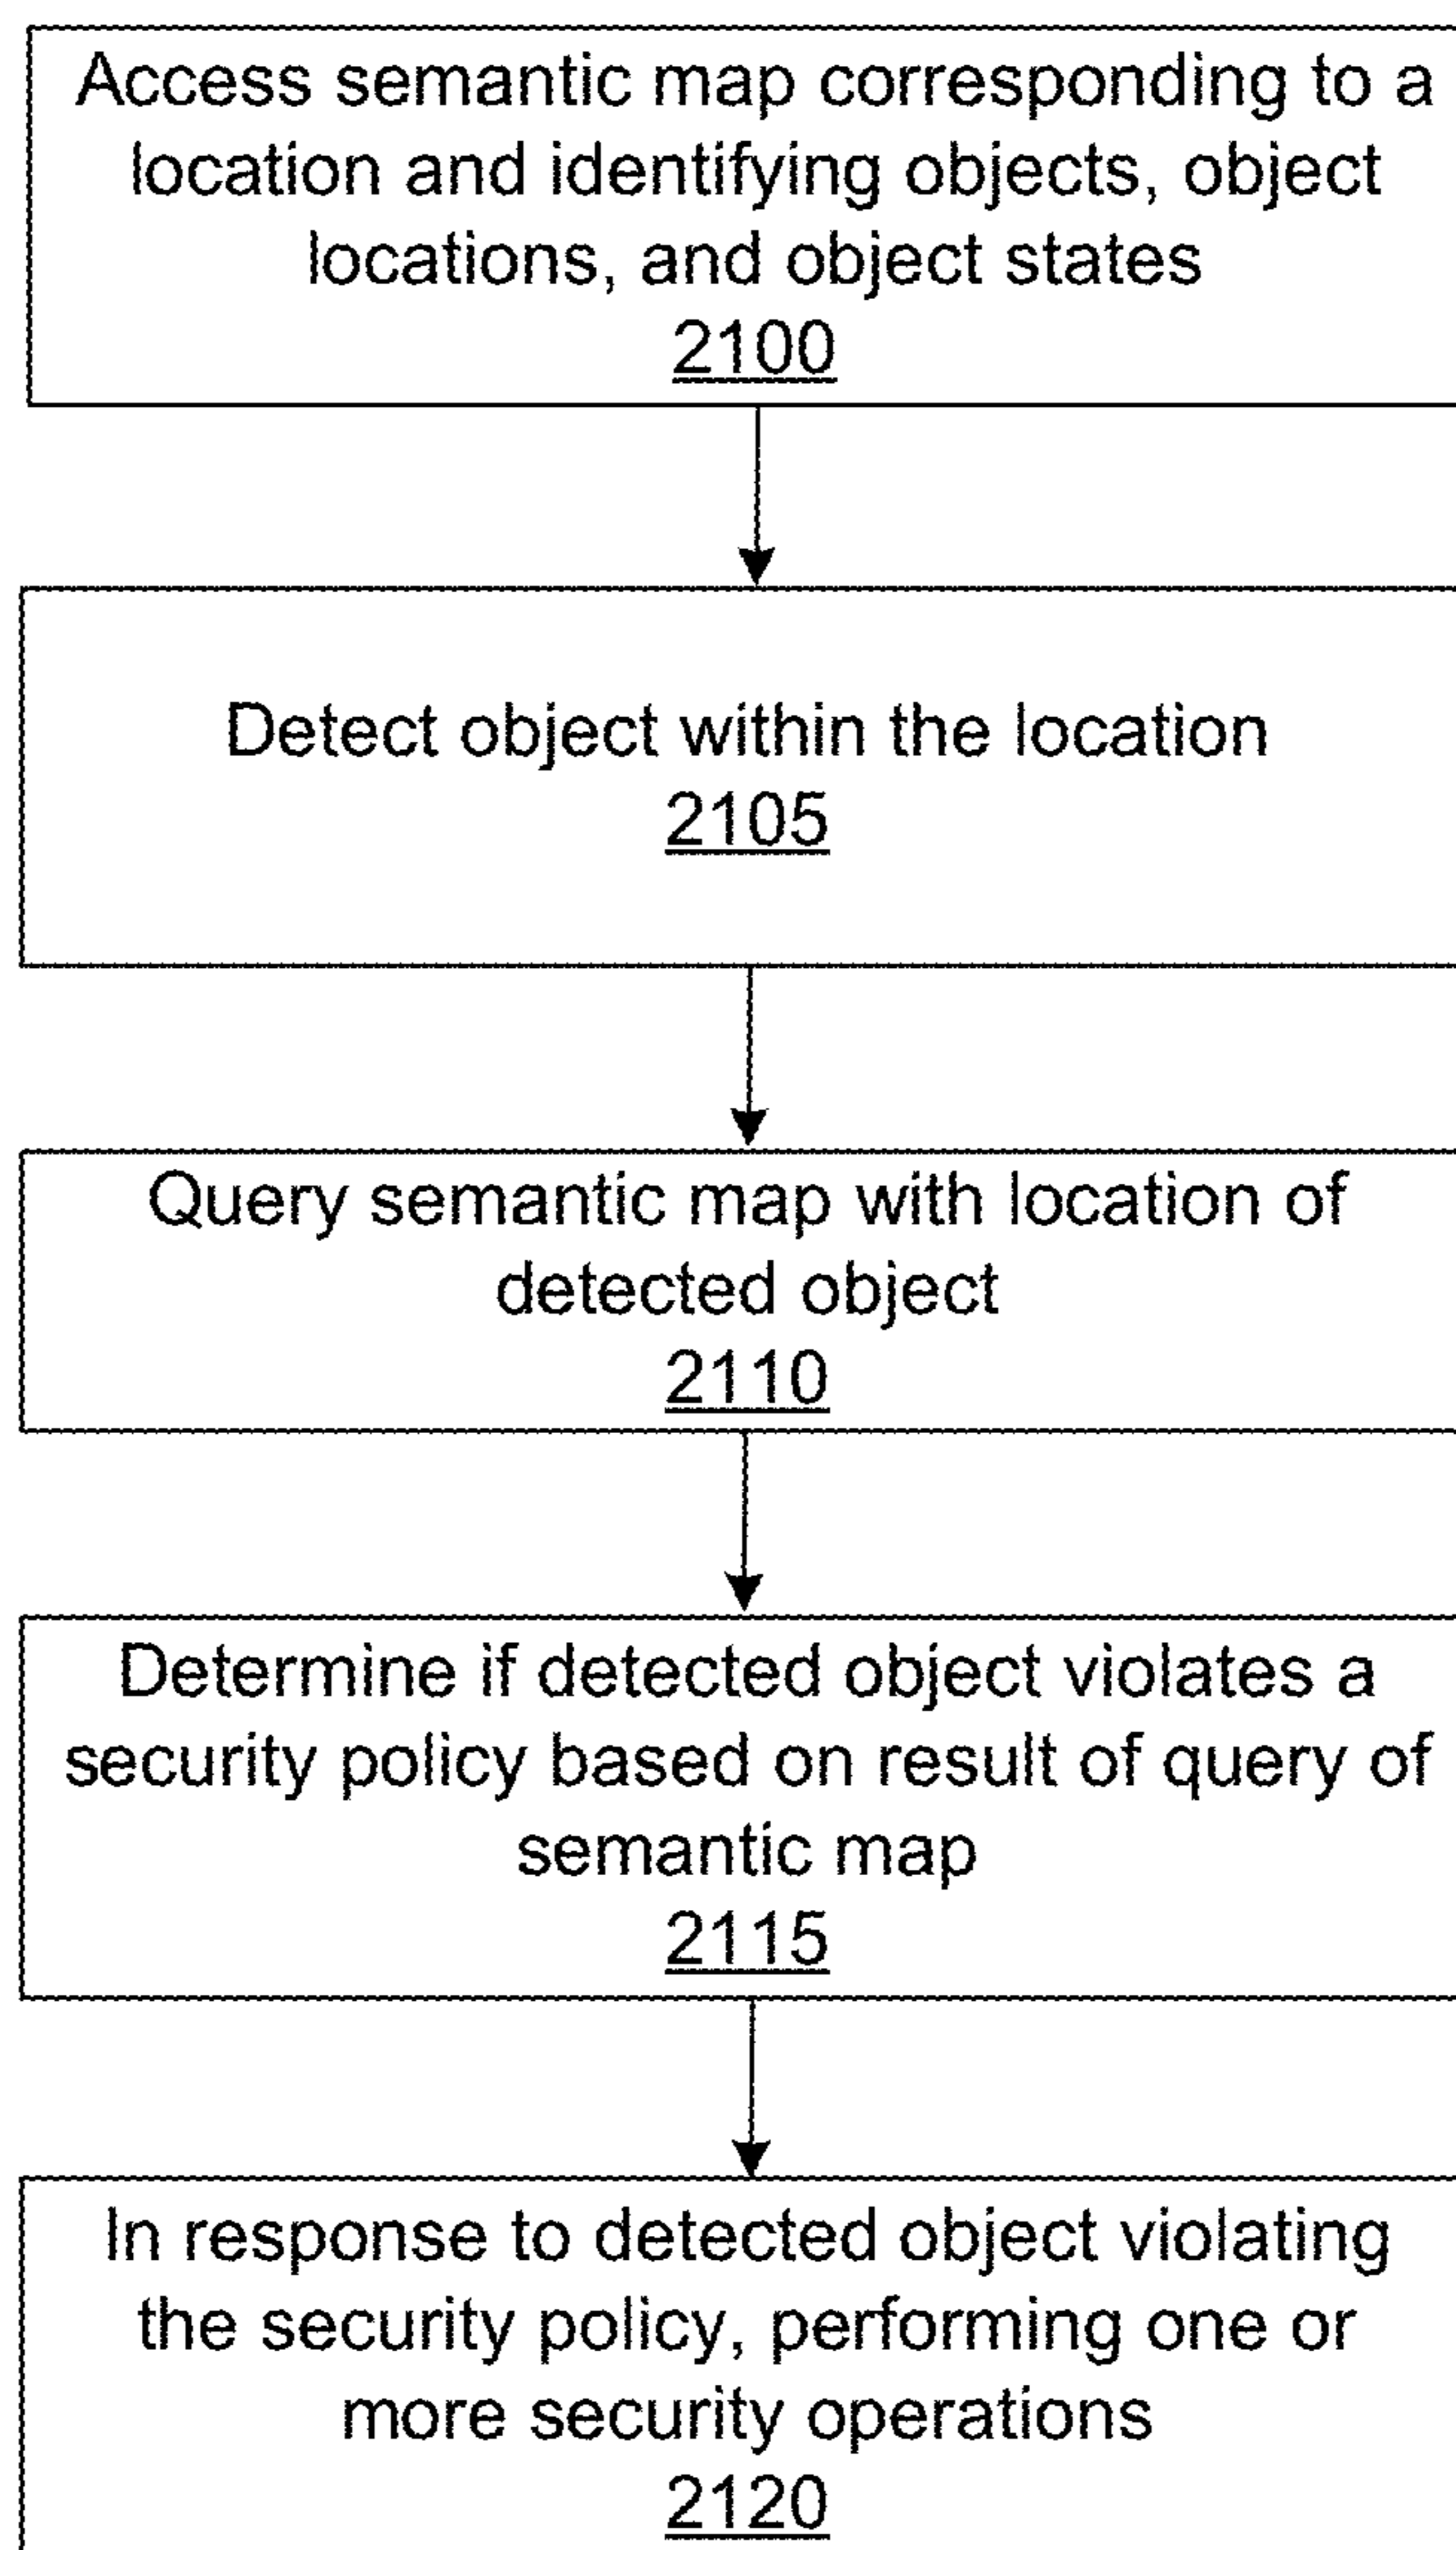 Access semantic map corresponding to a
location and identifying objects, object
locations, and object states
2100
Detect object within the location
2105
Query semantic map with location of
detected object
2110
Determine if detected object violates a
security policy based on result of query of
semantic map
2115
In response to detected object violating
the security policy, performing one or
more security operations
2120